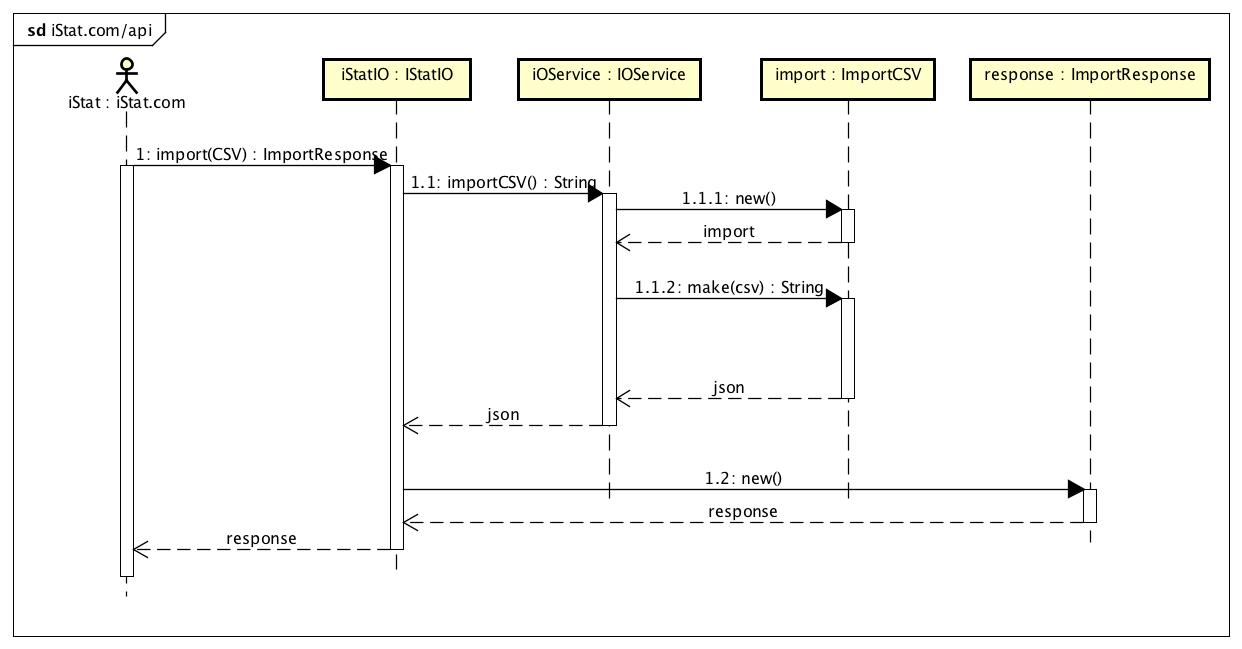 sd iStat.com/api
iStat : iStat.com
iStatIO : IStatIO
iOService : IOService
import : ImportCSV
response : ImportResponse
1: import(CSV) : ImportResponse
1.1: importCSV() : String
1.1.1: new()
import
1.1.2: make(csv) : String
json
json
1.2: new()
response
response